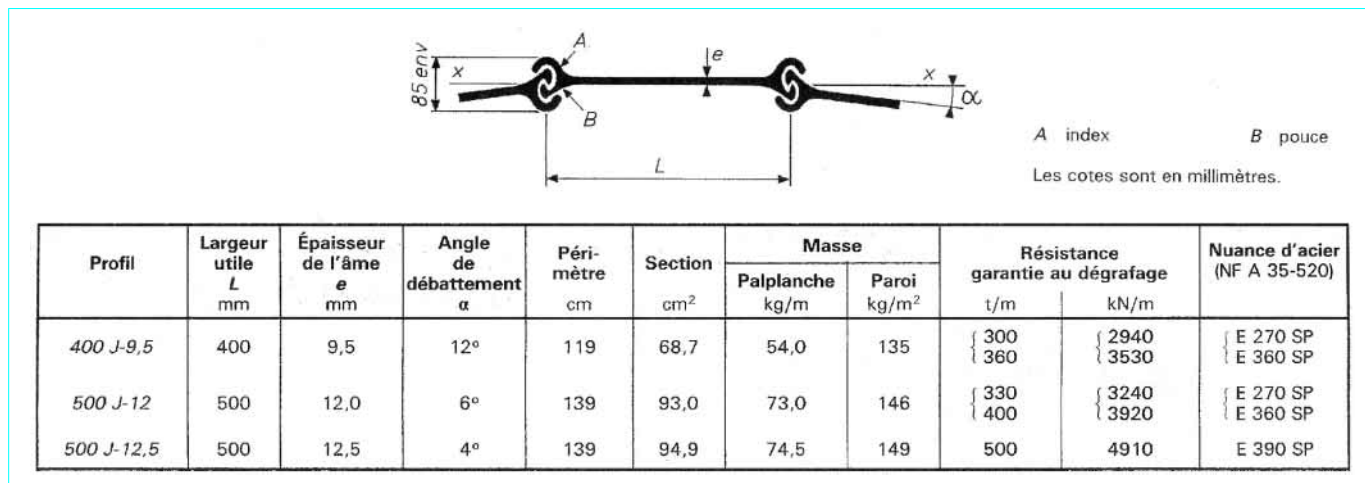 A
e
85 env
x
x
α
B
L
A index B pouce
Les cotes sont en millimètres.
Profil
Largeur utile L mm
Épaisseur de l'âme e mm
Angle de débattement α
Péri-mètre cm
Section cm²
Masse
Palplanche kg/m
Paroi kg/m²
Résistance garantie au dégrafage
t/m
kN/m
Nuance d'acier (NF A 35-520)
400 J-9,5 400 9,5 12° 119 68,7 54,0 135 { 300 { 2940 { E 270 SP
360 3530 E 360 SP
500 J-12 500 12,0 6° 139 93,0 73,0 146 { 330 { 3240 { E 270 SP
400 3920 E 360 SP
500 J-12,5 500 12,5 4° 139 94,9 74,5 149 500 4910 E 390 SP